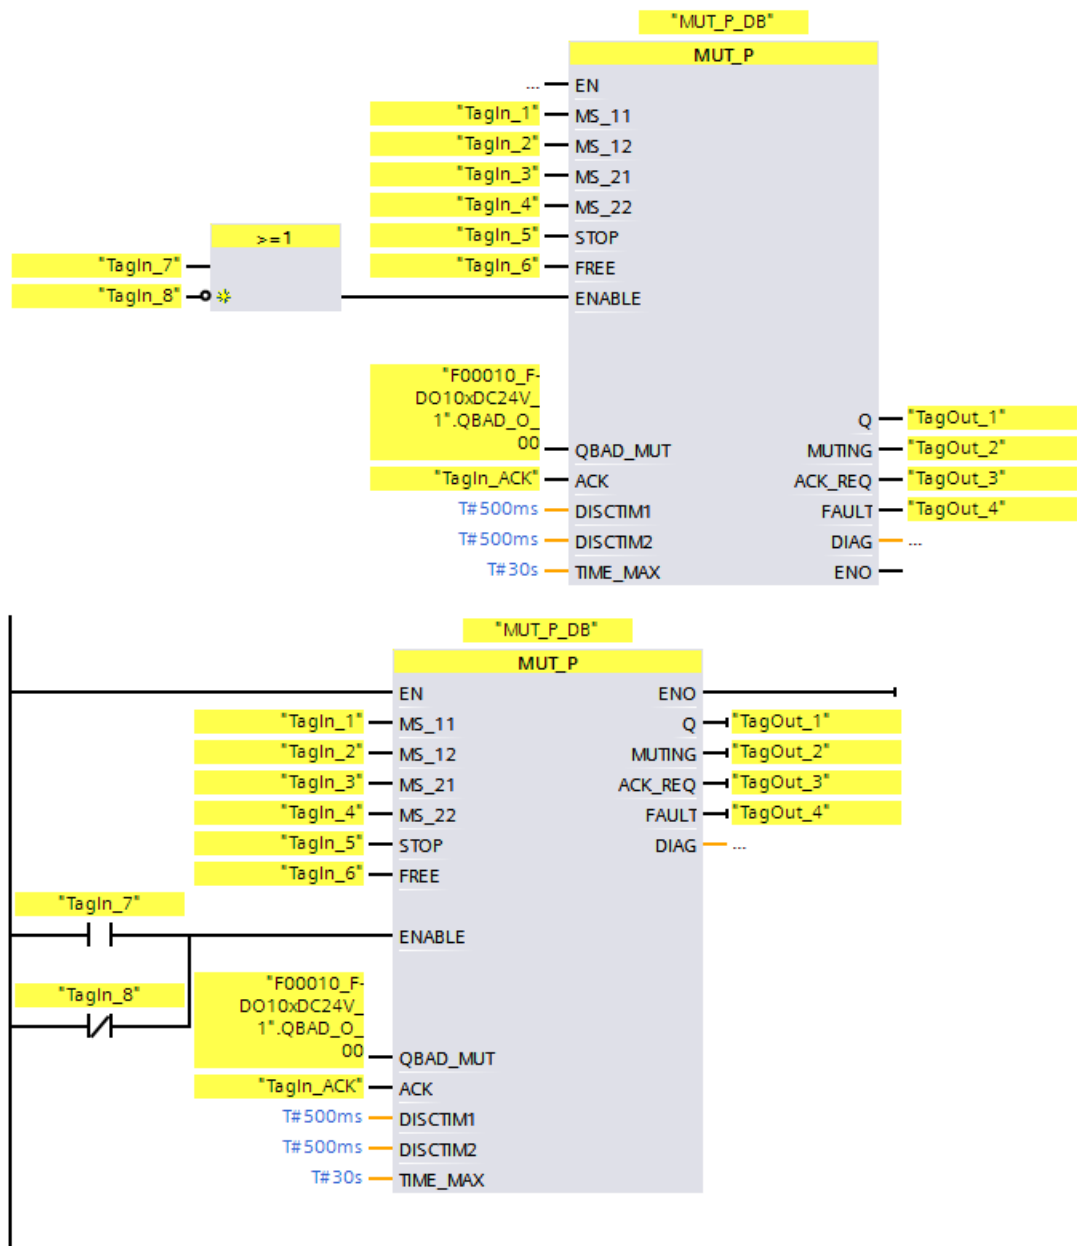 "MUT_P_DB"
MUT_P
... EN
"TagIn_1" MS_11
"TagIn_2" MS_12
"TagIn_3" MS_21
"TagIn_4" MS_22
"TagIn_5" STOP
"TagIn_6" FREE
>=1
"TagIn_7"
"TagIn_8" ENABLE
"F00010_F-
DO10xDC24V_
1".QBAD_O_
00 QBAD_MUT
"TagIn_ACK" ACK
T#500ms DISCTIM1
T#500ms DISCTIM2
T#30s TIME_MAX
Q "TagOut_1"
MUTING "TagOut_2"
ACK_REQ "TagOut_3"
FAULT "TagOut_4"
DIAG ...
ENO
"MUT_P_DB"
MUT_P
EN ENO
"TagIn_1" MS_11 Q "TagOut_1"
"TagIn_2" MS_12 MUTING "TagOut_2"
"TagIn_3" MS_21 ACK_REQ "TagOut_3"
"TagIn_4" MS_22 FAULT "TagOut_4"
"TagIn_5" STOP DIAG ...
"TagIn_6" FREE
"TagIn_7"
ENABLE
"TagIn_8"
"F00010_F-
DO10xDC24V_
1".QBAD_O_
00 QBAD_MUT
"TagIn_ACK" ACK
T#500ms DISCTIM1
T#500ms DISCTIM2
T#30s TIME_MAX